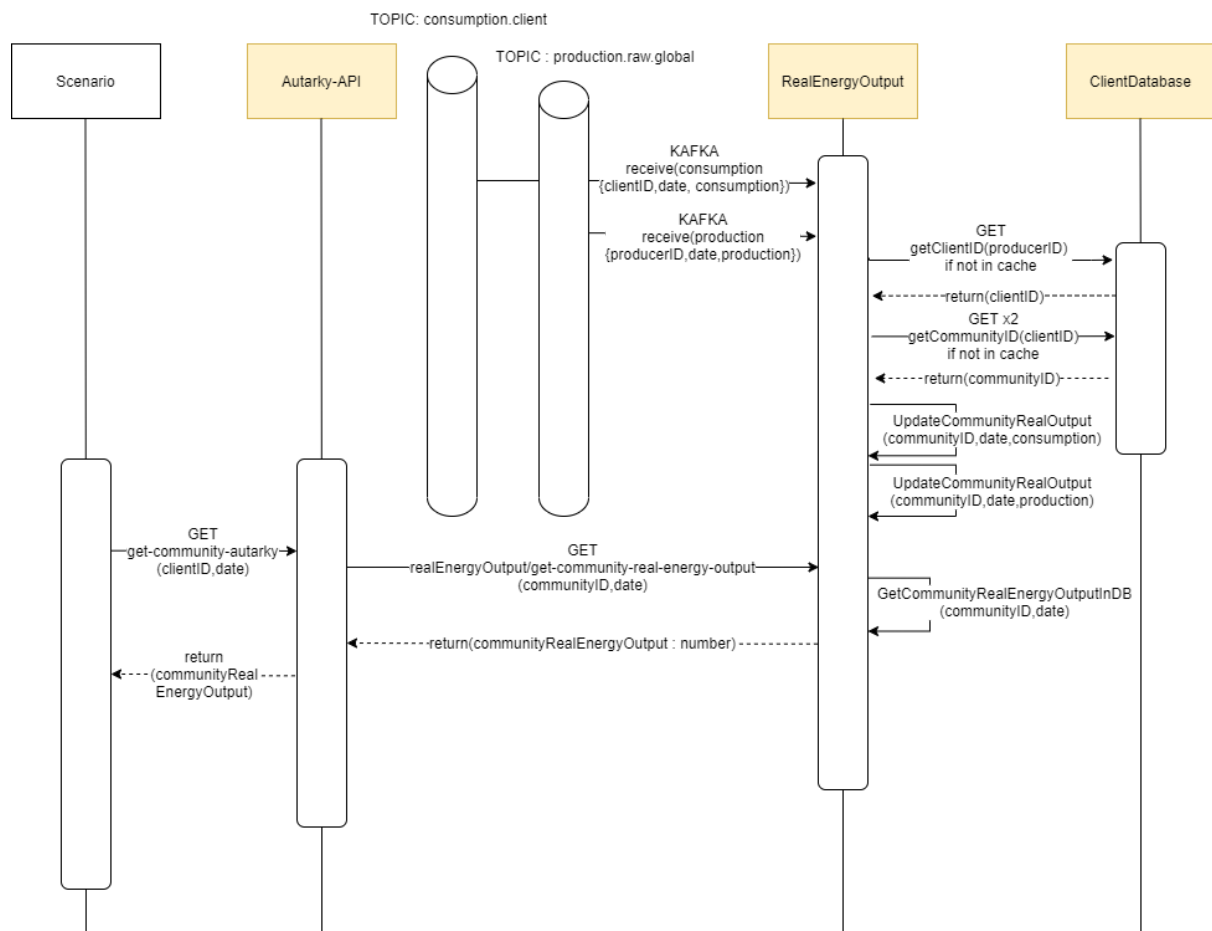 TOPIC: consumption.client
TOPIC : production.raw.global
Scenario
Autarky-API
RealEnergyOutput
ClientDatabase
KAFKA
receive(consumption
{clientID,date, consumption})
KAFKA
receive(production
{producerID,date,production})
GET
getClientID(producerID)
if not in cache
return(clientID)
GET x2
getCommunityID(clientID)
if not in cache
return(communityID)
UpdateCommunityRealOutput
(communityID,date,consumption)
UpdateCommunityRealOutput
(communityID,date,production)
GET
get-community-autarky
(clientID,date)
GET
realEnergyOutput/get-community-real-energy-output
(communityID,date)
GetCommunityRealEnergyOutputInDB
(communityID,date)
return(communityRealEnergyOutput : number)
return
(communityReal
EnergyOutput)